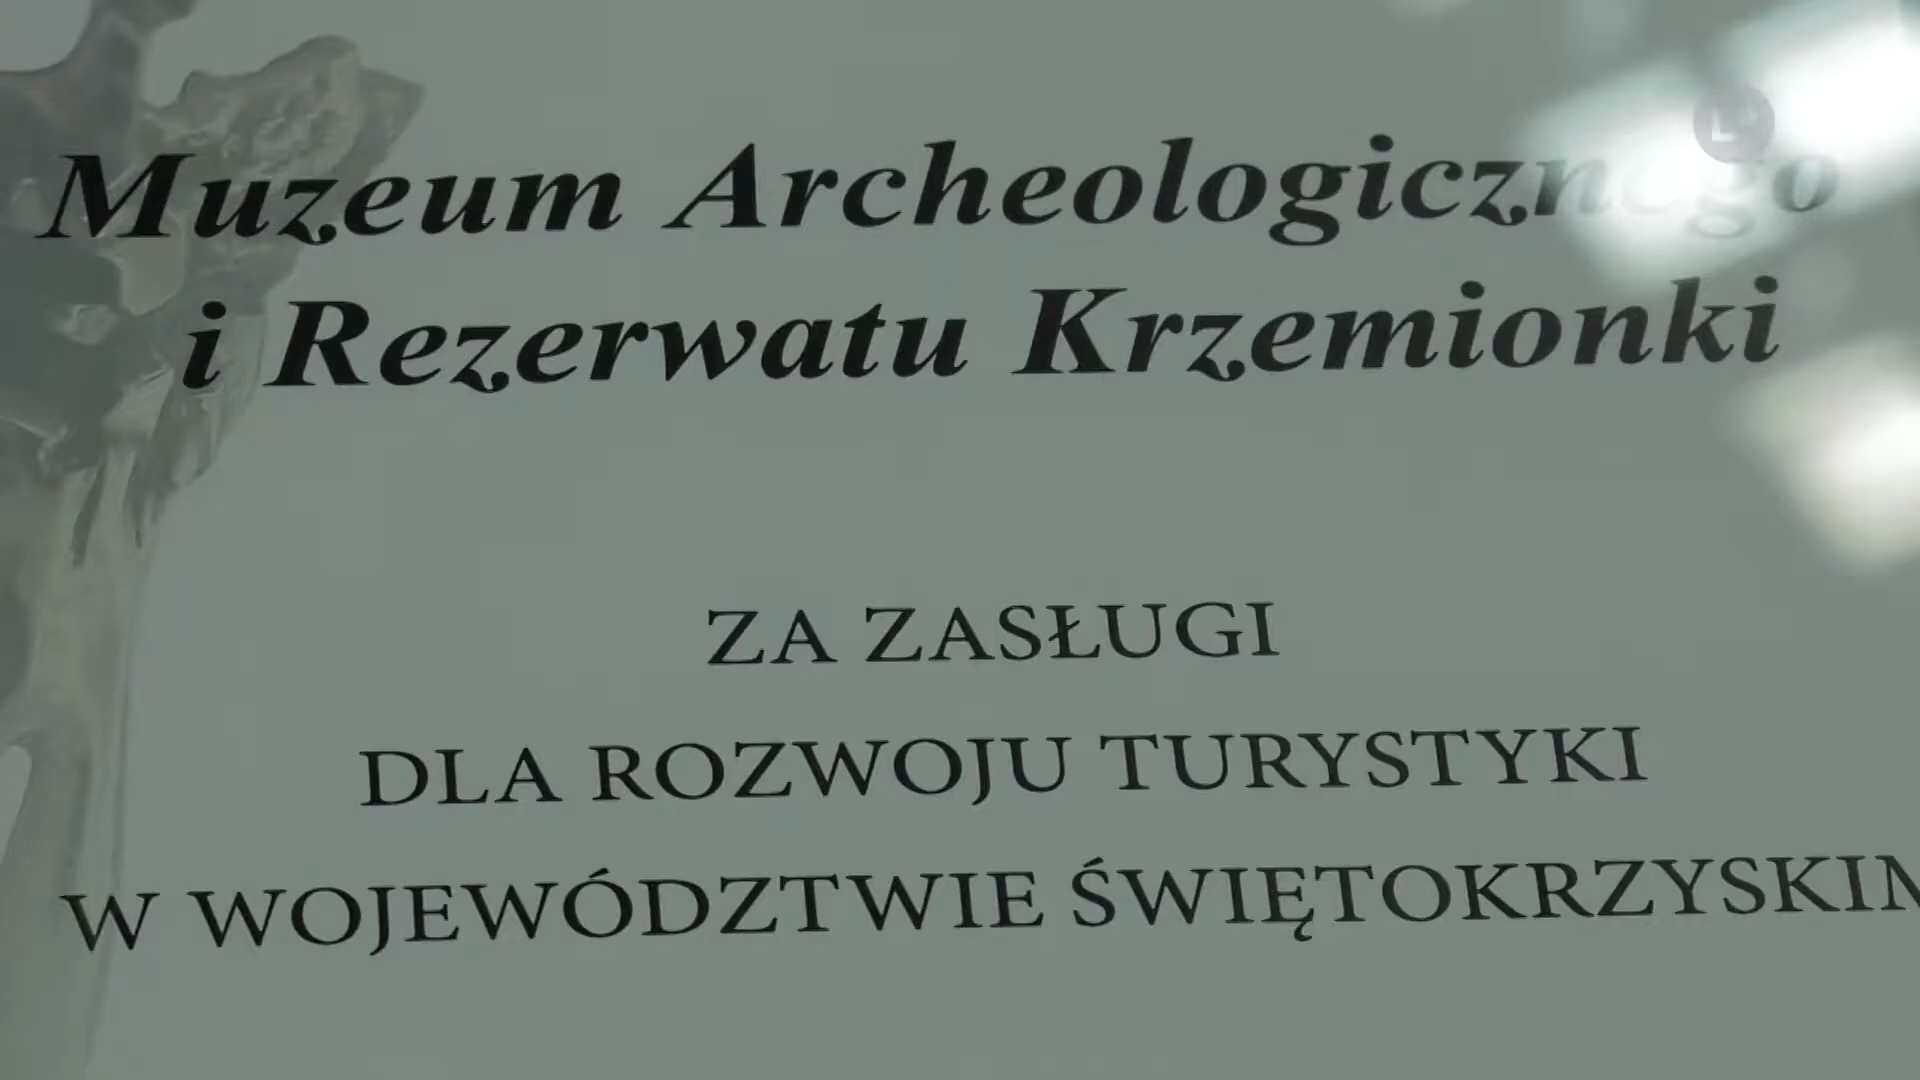 Muzeum Archeologicznego
i Rezerwatu Krzemionki
ZA ZASŁUGI
DLA ROZWOJU TURYSTYKI
W WOJEWÓDZTWIE ŚWIĘTOKRZYSKIM